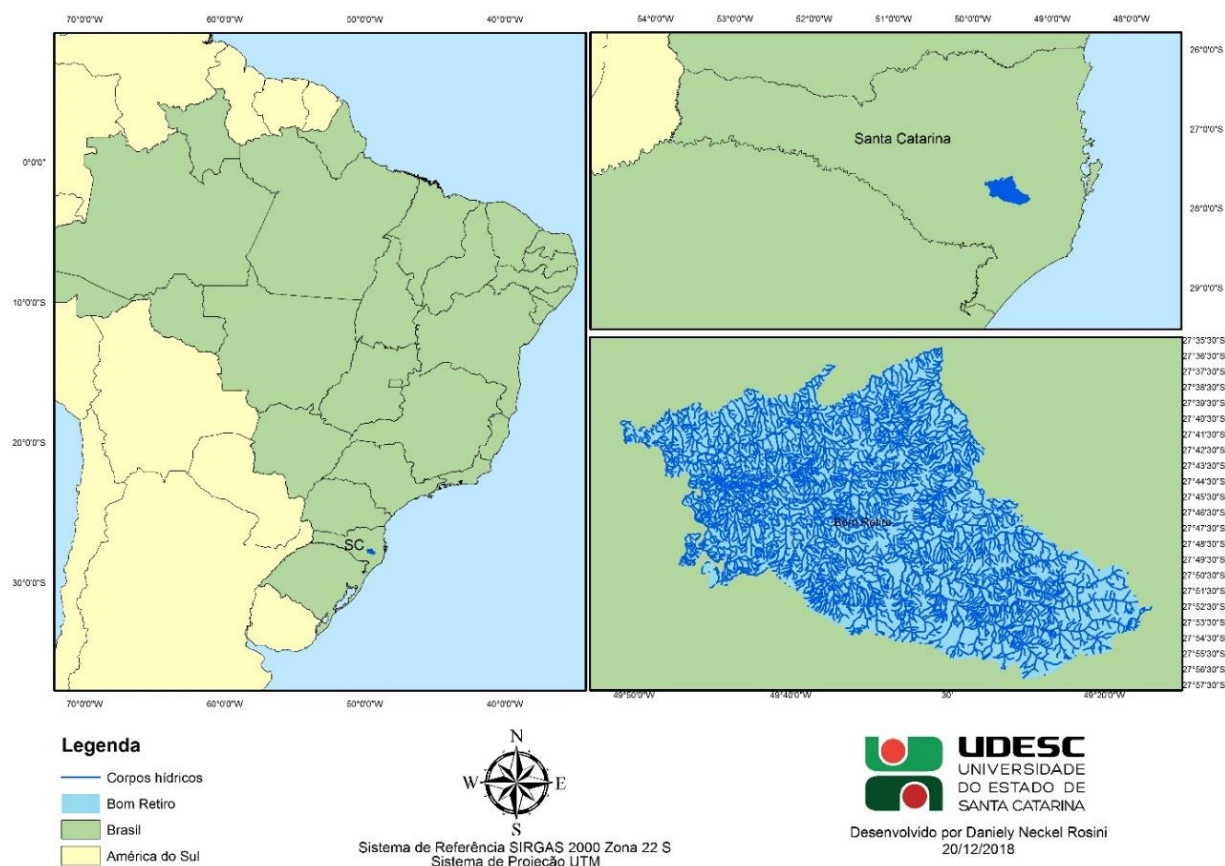 70°0'0"W 60°0'0"W 50°0'0"W 40°0'0"W
0°0'0"
10°0'0"S
20°0'0"S
30°0'0"S
SC
70°0'0"W 60°0'0"W 50°0'0"W 40°0'0"W
54°0'0"W 53°0'0"W 52°0'0"W 51°0'0"W 50°0'0"W 49°0'0"W 48°0'0"W
26°0'0"S
27°0'0"S
28°0'0"S
29°0'0"S
Santa Catarina
27°35'30"S
27°36'30"S
27°37'30"S
27°38'30"S
27°39'30"S
27°40'30"S
27°41'30"S
27°42'30"S
27°43'30"S
27°44'30"S
27°45'30"S
27°46'30"S
27°47'30"S
27°48'30"S
27°49'30"S
27°50'30"S
27°51'30"S
27°52'30"S
27°54'30"S
27°55'30"S
27°56'30"S
27°57'30"S
Bom Retiro
49°50'0"W 49°40'0"W 30' 49°20'0"W
Legenda
Corpos hídricos
Bom Retiro
Brasil
América do Sul
N
W E
S
Sistema de Referência SIRGAS 2000 Zona 22 S
Sistema de Projeção UTM
UDESC
UNIVERSIDADE
DO ESTADO DE
SANTA CATARINA
Desenvolvido por Daniely Neckel Rosini
20/12/2018